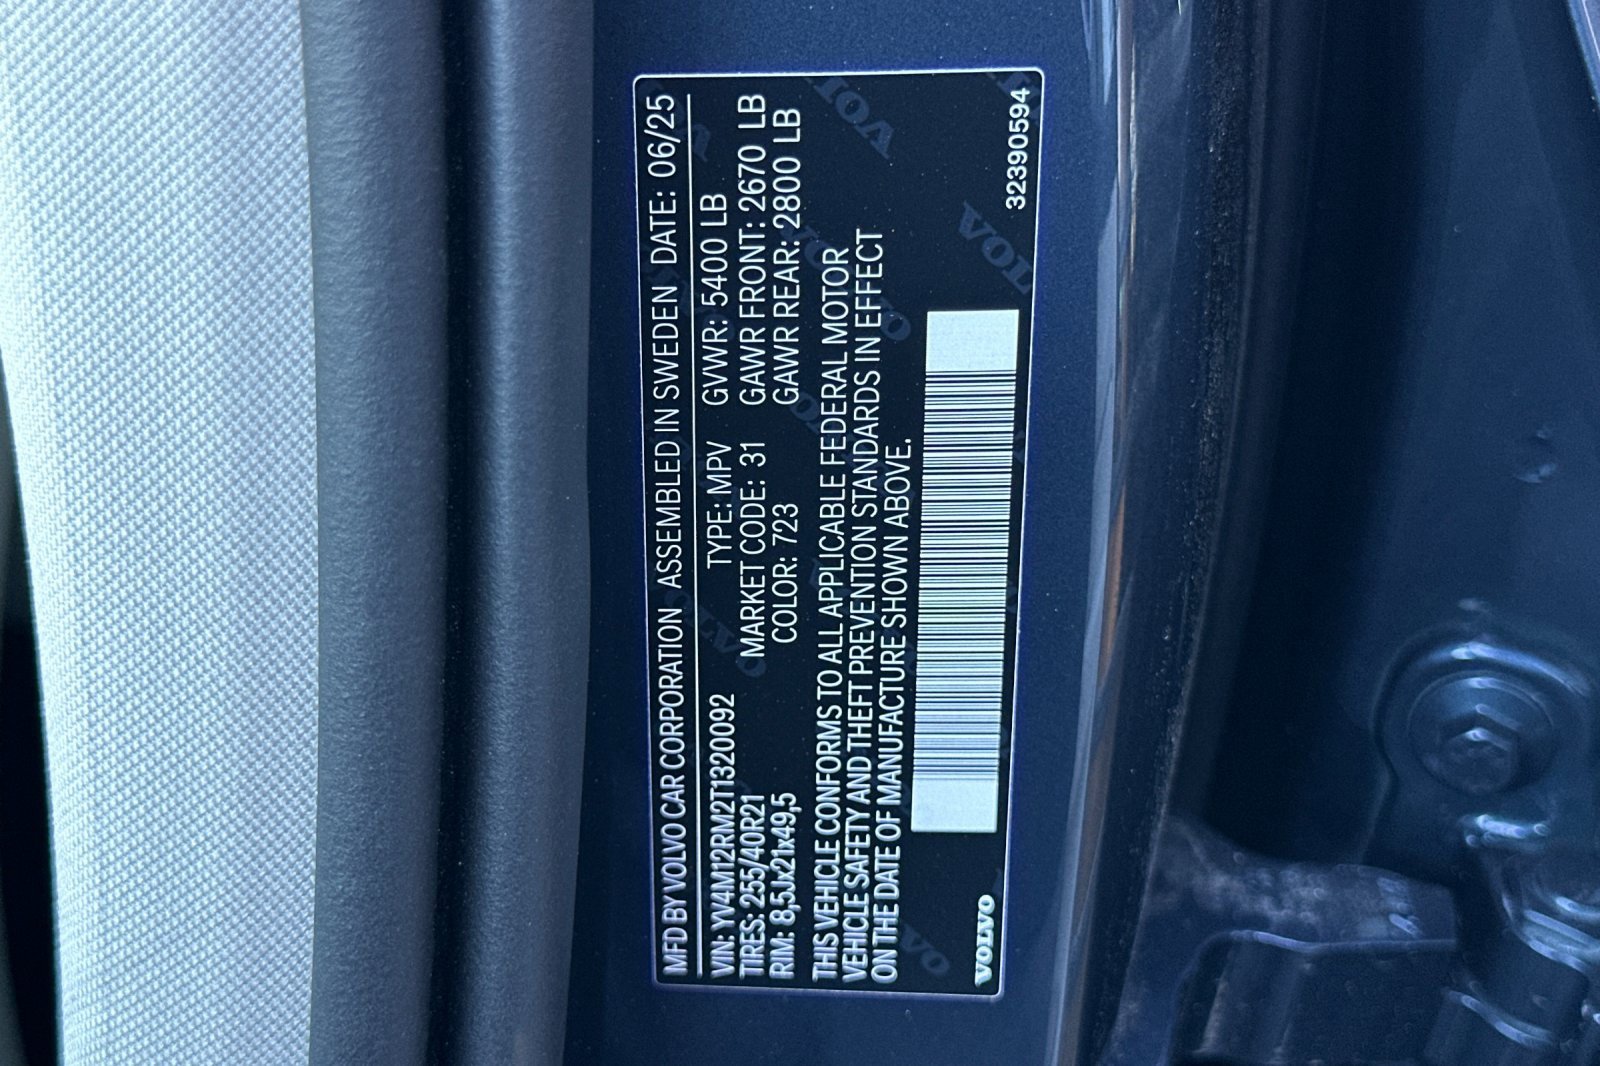 MFD BY VOLVO CAR CORPORATION ASSEMBLED IN SWEDEN DATE: 06/25
VIN: YV4M12RM2T1320092 TYPE: MPV GVWR: 5400 LB
TIRES: 255/40R21 MARKET CODE: 31 GAWR FRONT: 2670 LB
RIM: 8,5Jx21x49,5 COLOR: 723 GAWR REAR: 2800 LB
THIS VEHICLE CONFORMS TO ALL APPLICABLE FEDERAL MOTOR
VEHICLE SAFETY AND THEFT PREVENTION STANDARDS IN EFFECT
ON THE DATE OF MANUFACTURE SHOWN ABOVE.
VOLVO 32390594